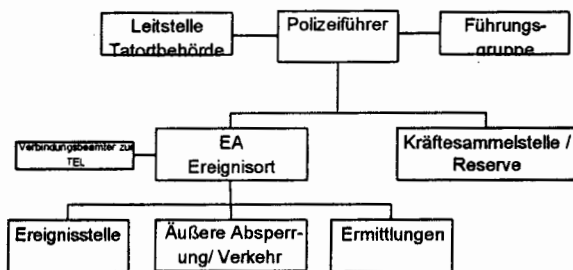 Leitstelle
Tatortbehörde
Polizeiführer
Führungs-
gruppe
Verbindungsbeamter zur
TEL
EA
Ereignisort
Kräftesammelstelle /
Reserve
Ereignisstelle
Äußere Absperr-
ung/ Verkehr
Ermittlungen